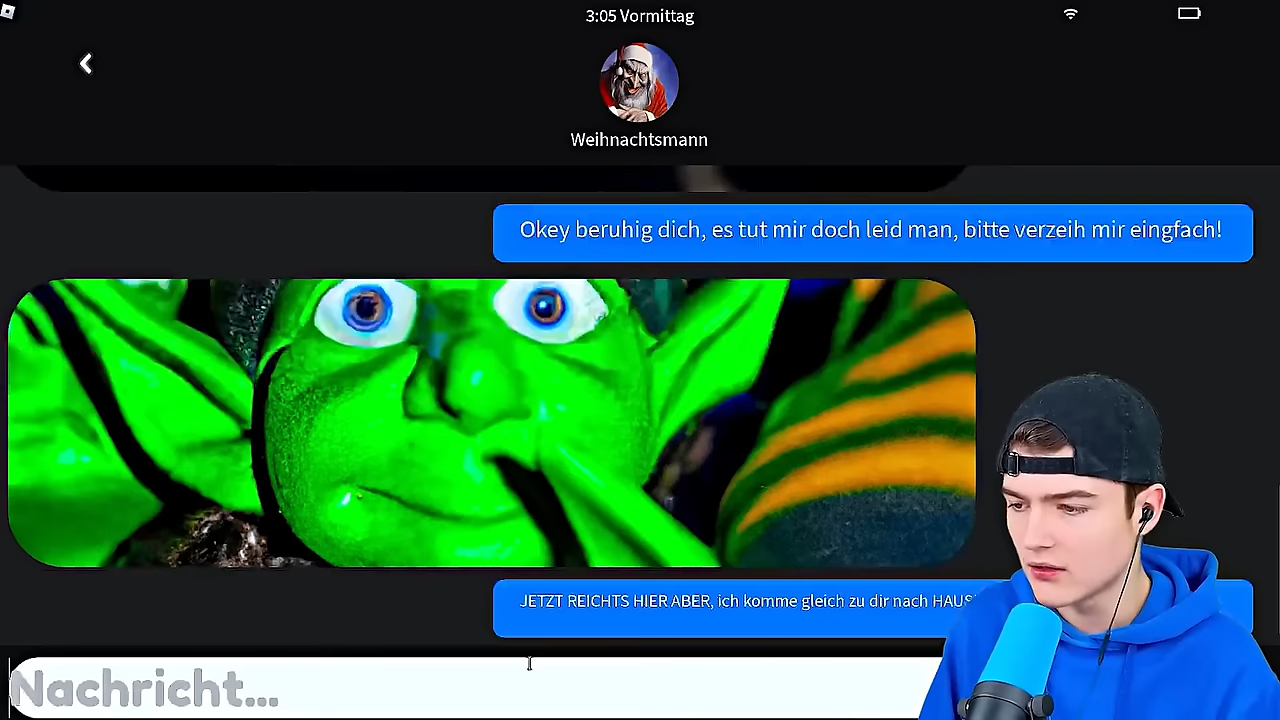 3:05 Vormittag
Weihnachtsmann
Okey beruhig dich, es tut mir doch leid man, bitte verzeih mir eingfach!
JETZT REICHTS HIER ABER, ich komme gleich zu dir nach HAUS
Nachricht...